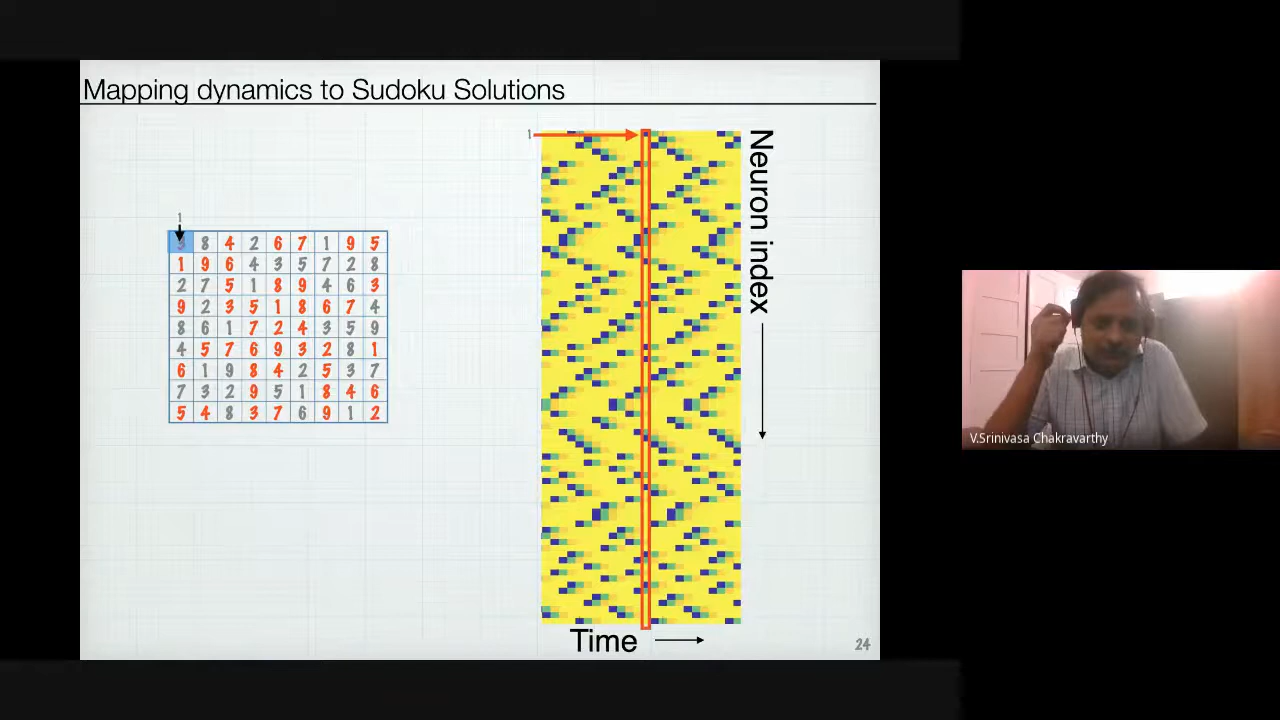 Mapping dynamics to Sudoku Solutions
1
1
3 8 4 2 6 7 1 9 5
1 9 6 4 3 5 7 2 8
2 7 5 1 8 9 4 6 3
9 2 3 5 1 8 6 7 4
8 6 1 7 2 4 3 5 9
4 5 7 6 9 3 2 8 1
6 1 9 8 4 2 5 3 7
7 3 2 9 5 1 8 4 6
5 4 8 3 7 6 9 1 2
Neuron index
Time
24
V.Srinivasa Chakravarthy